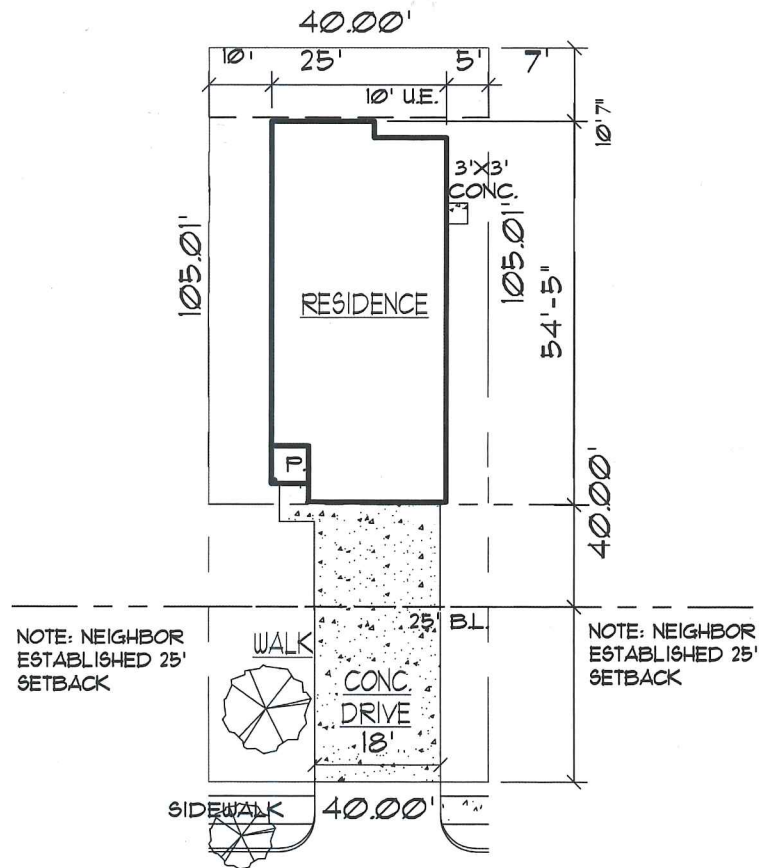 40.00'
10' 25' 5' 7'
10' U.E.
10'7"
3'X3'
CONC.
105.01'
105.01'
54'-5"
RESIDENCE
P.
40.00'
25' B.L.
NOTE: NEIGHBOR
ESTABLISHED 25'
SETBACK
WALK
NOTE: NEIGHBOR
ESTABLISHED 25'
SETBACK
CONC.
DRIVE
18'
SIDEWALK
40.00'